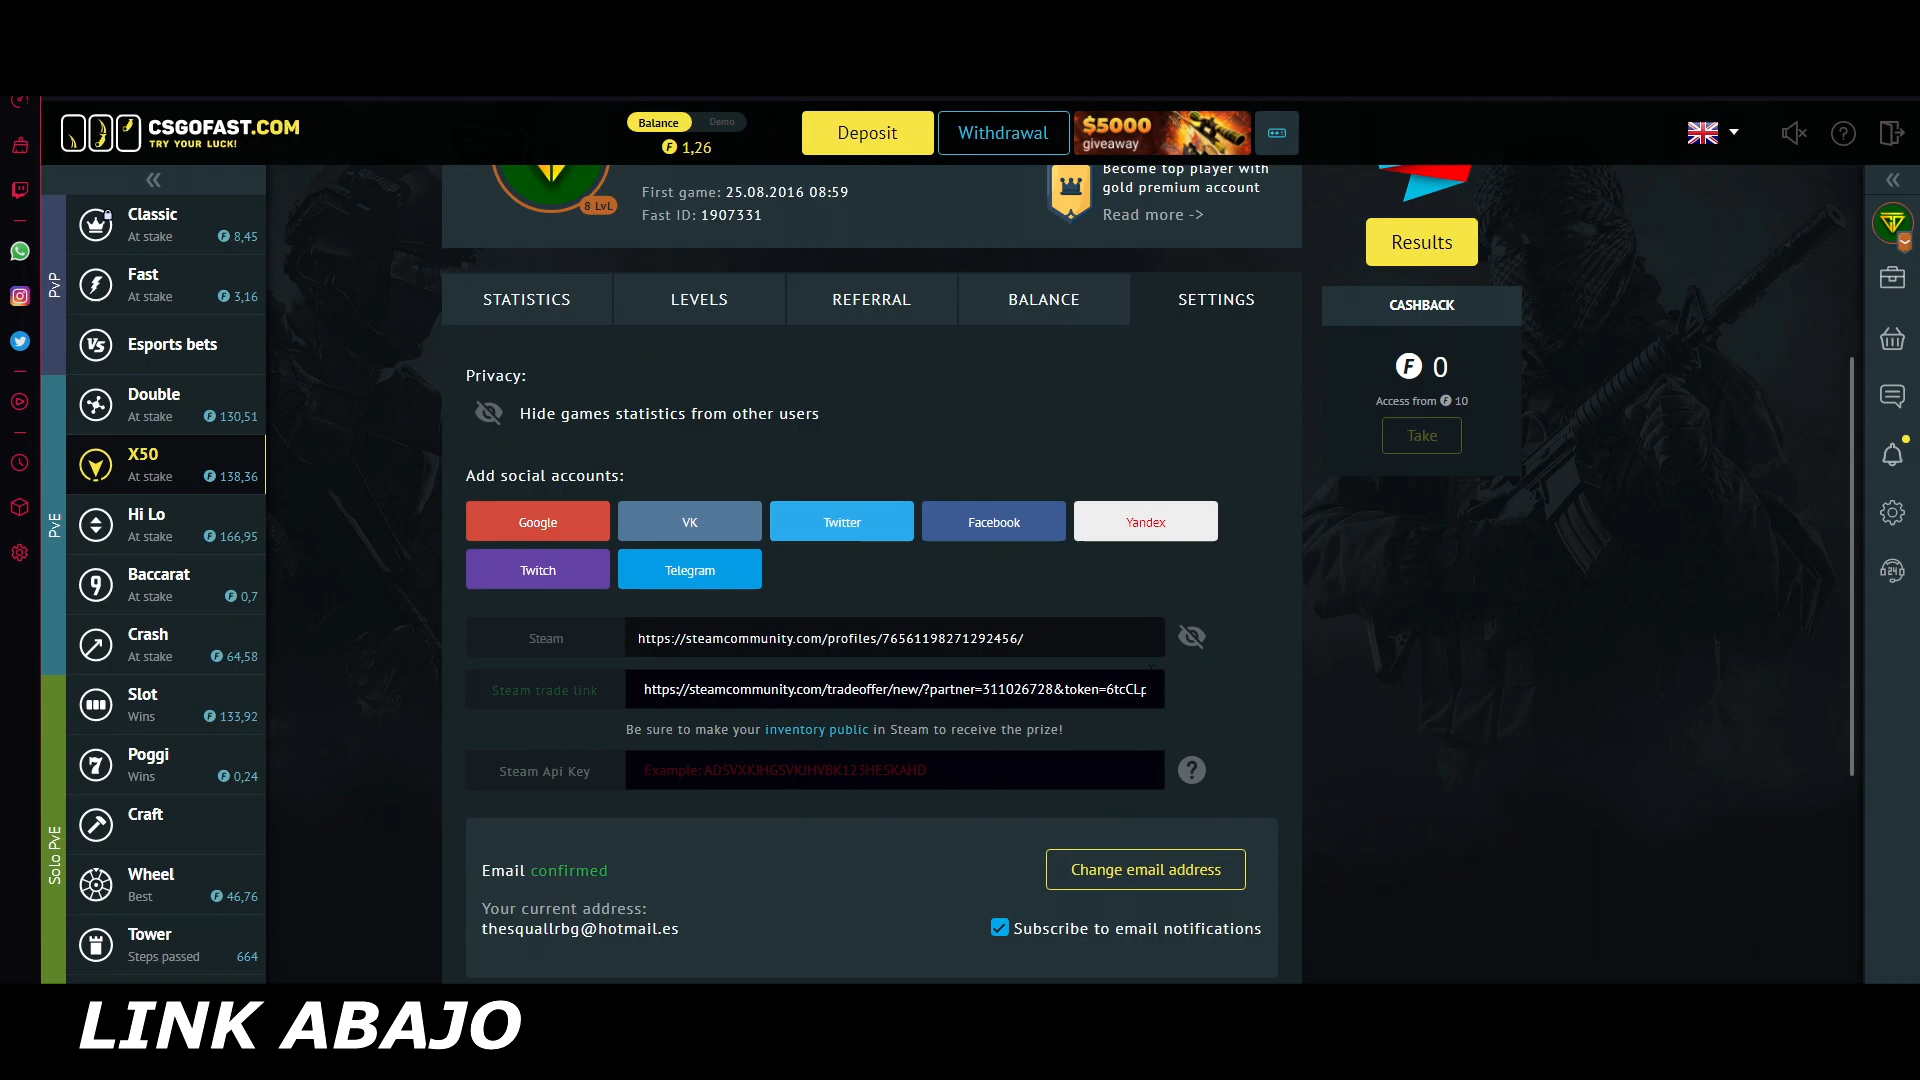 CSGOFAST.COM
TRY YOUR LUCK!
Balance
Demo
F 1,26
Deposit
Withdrawal
$5000
giveaway
PvP
Classic
At stake
F 8,45
Fast
At stake
F 3,16
VS
Esports bets
PvE
Double
At stake
F 130,51
X50
At stake
F 138,36
Hi Lo
At stake
F 166,95
9
Baccarat
At stake
F 0,7
Crash
At stake
F 64,58
Solo PvE
Slot
Wins
F 133,92
7
Poggi
Wins
F 0,24
Craft
Wheel
Best
F 46,76
Tower
Steps passed
664
8 LvL
First game: 25.08.2016 08:59
Fast ID: 1907331
Become top player with
gold premium account
Read more ->
STATISTICS
LEVELS
REFERRAL
BALANCE
SETTINGS
Privacy:
Hide games statistics from other users
Add social accounts:
Google
VK
Twitter
Facebook
Yandex
Twitch
Telegram
Steam
https://steamcommunity.com/profiles/76561198271292456/
Steam trade link
https://steamcommunity.com/tradeoffer/new/?partner=311026728&token=6tcCLp
Be sure to make your inventory public in Steam to receive the prize!
Steam Api Key
Example: ADSVXKJHGSVKJHVBK123HESKAHD
?
Email confirmed
Change email address
Your current address:
thesquallrbg@hotmail.es
Subscribe to email notifications
Results
CASHBACK
F 0
Access from F 10
Take
24
LINK ABAJO